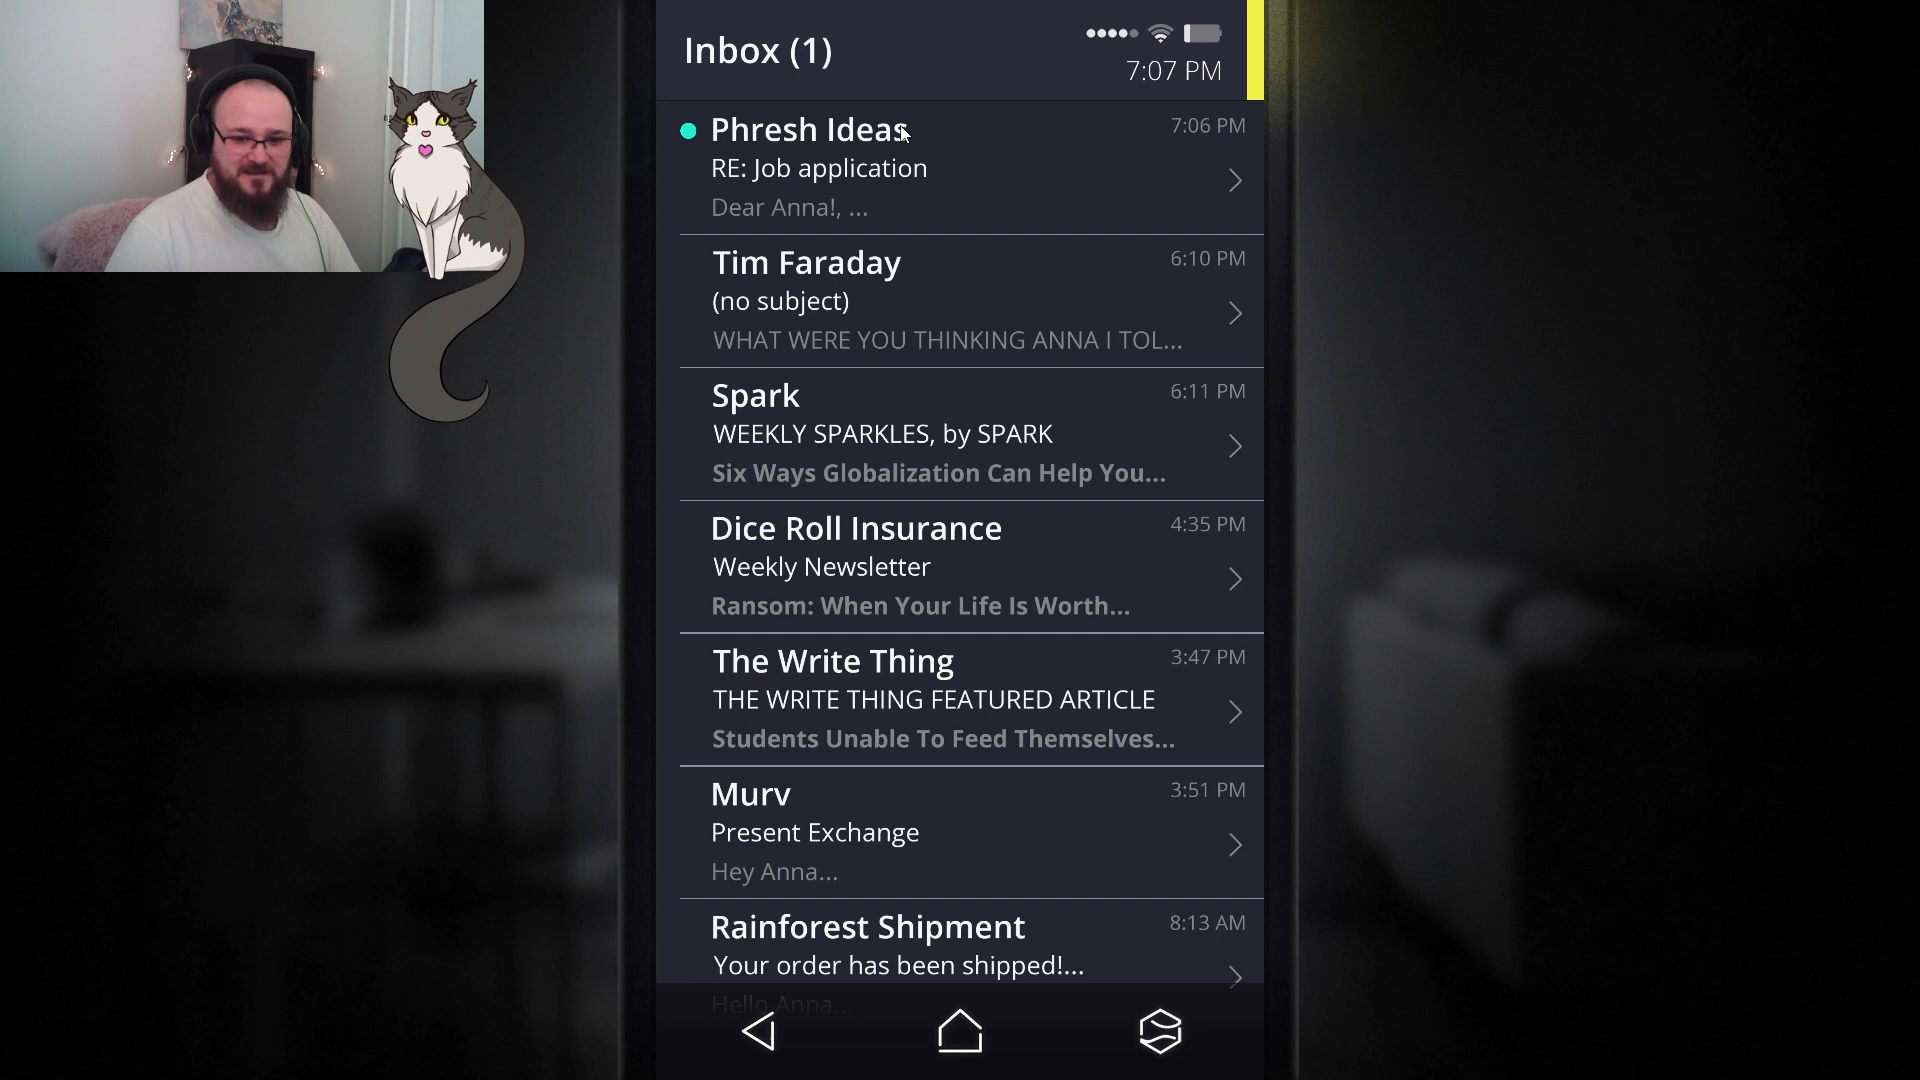 Inbox (1)
7:07 PM
Phresh Ideas
7:06 PM
RE: Job application
Dear Anna!, ...
Tim Faraday
6:10 PM
(no subject)
WHAT WERE YOU THINKING ANNA I TOL...
Spark
6:11 PM
WEEKLY SPARKLES, by SPARK
Six Ways Globalization Can Help You...
Dice Roll Insurance
4:35 PM
Weekly Newsletter
Ransom: When Your Life Is Worth...
The Write Thing
3:47 PM
THE WRITE THING FEATURED ARTICLE
Students Unable To Feed Themselves...
Murv
3:51 PM
Present Exchange
Hey Anna...
Rainforest Shipment
8:13 AM
Your order has been shipped!...
Hello Anna...